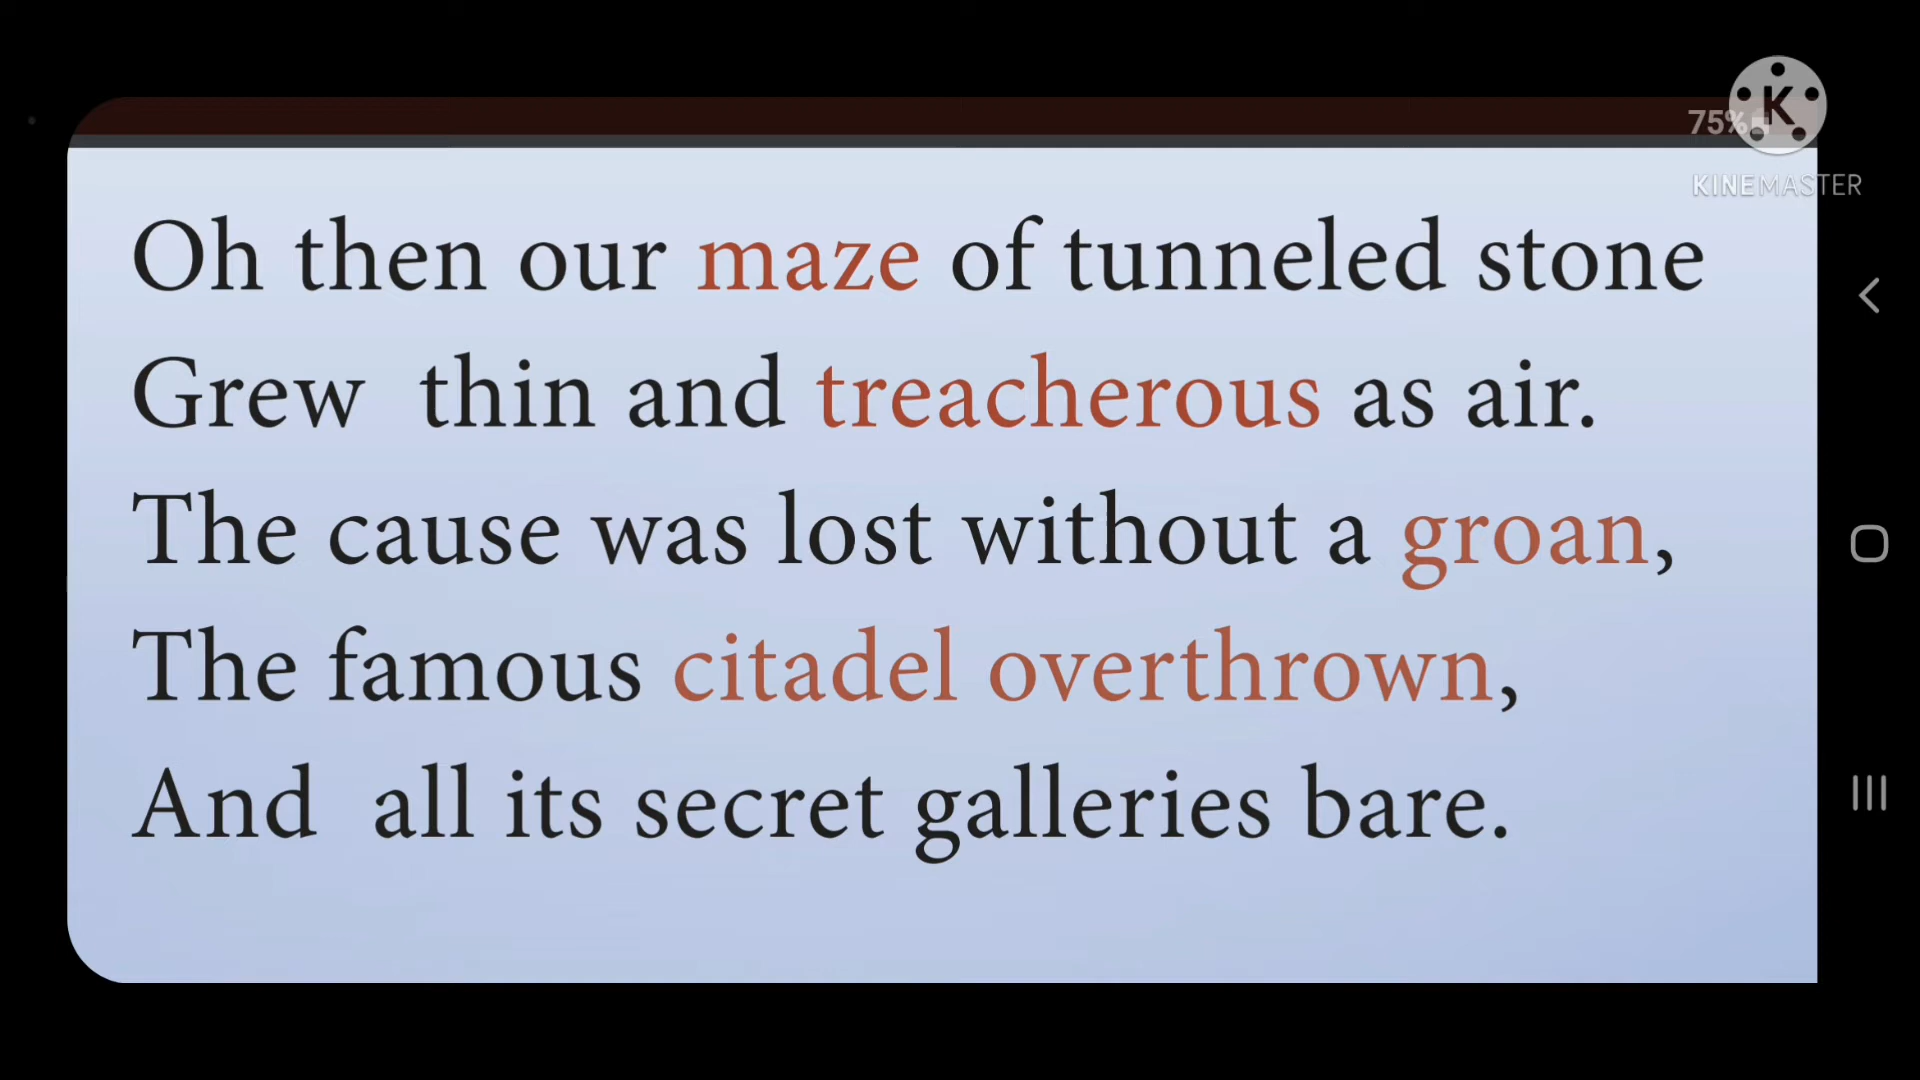 75%
K
KINEMASTER
Oh then our maze of tunneled stone
Grew thin and treacherous as air.
The cause was lost without a groan,
The famous citadel overthrown,
And all its secret galleries bare.